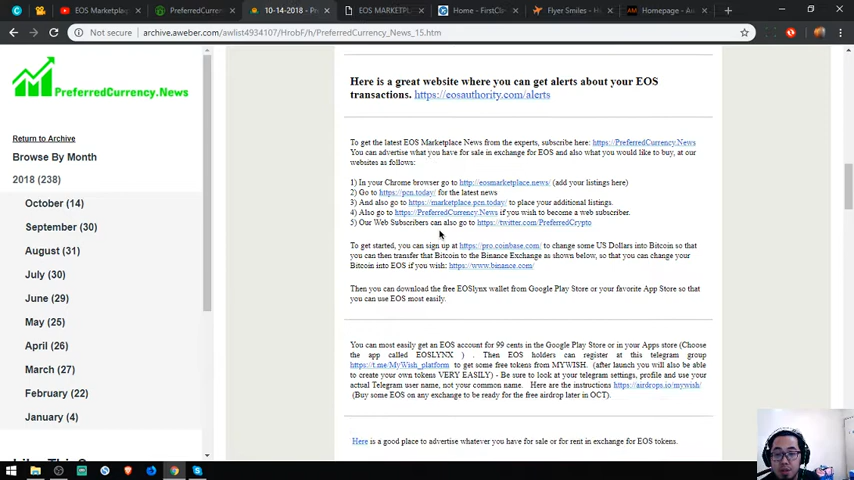 EOS Marketplac
PreferredCurrenc
10-14-2018 - Pre
EOS MARKETPL
Home - FirstCl
Flyer Smiles - W
Homepage - A
Not secure
archive.aweber.com/awlist4934107/HrobF/h/PreferredCurrency_News_15.htm
PreferredCurrency.News
Return to Archive
Browse By Month
2018 (238)
October (14)
September (30)
August (31)
July (30)
June (29)
May (25)
April (26)
March (27)
February (22)
January (4)
Here is a great website where you can get alerts about your EOS
transactions. https://eosauthority.com/alerts
To get the latest EOS Marketplace News from the experts, subscribe here: https://PreferredCurrency.News
You can advertise what you have for sale in exchange for EOS and also what you would like to buy, at our
websites as follows:
1) In your Chrome browser go to http://eosmarketplace.news/ (add your listings here)
2) Go to https://pcn.today/ for the latest news
3) And also go to https://marketplace.pcn.today/ to place your additional listings.
4) Also go to https://PreferredCurrency.News if you wish to become a web subscriber.
5) Our Web Subscribers can also go to https://twitter.com/PreferredCrypto
To get started, you can sign up at https://pro.coinbase.com/ to change some US Dollars into Bitcoin so that
you can then transfer that Bitcoin to the Binance Exchange as shown below, so that you can change your
Bitcoin into EOS if you wish: https://www.binance.com/
Then you can download the free EOSlynx wallet from Google Play Store or your favorite App Store so that
you can use EOS most easily.
You can most easily get an EOS account for 99 cents in the Google Play Store or in your Apps store (Choose
the app called EOSLYNX ) . Then EOS holders can register at this telegram group
https://t.me/MyWish_platform to get some free tokens from MYWISH. (after launch you will also be able
to create your own tokens VERY EASILY) - Be sure to look at your telegram settings, profile and use your
actual Telegram user name, not your common name. Here are the instructions https://airdrops.io/mywish/
(Buy some EOS on any exchange to be ready for the free airdrop later in OCT).
Here is a good place to advertise whatever you have for sale or for rent in exchange for EOS tokens.